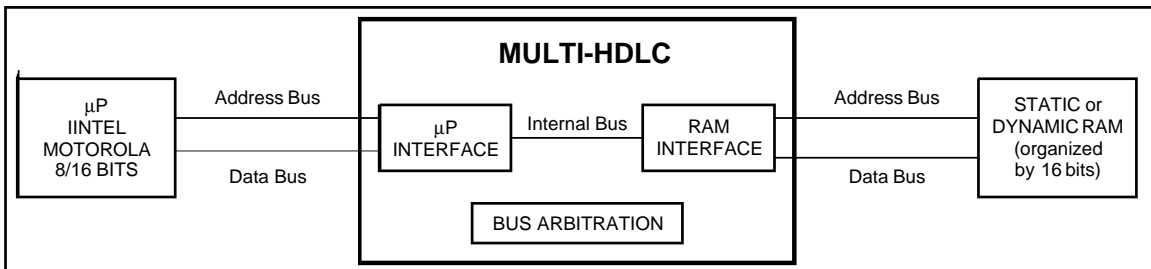 MULTI-HDLC
µP
IINTEL
MOTOROLA
8/16 BITS
Address Bus
Data Bus
µP
INTERFACE
Internal Bus
RAM
INTERFACE
BUS ARBITRATION
Address Bus
Data Bus
STATIC or
DYNAMIC RAM
(organized
by 16 bits)